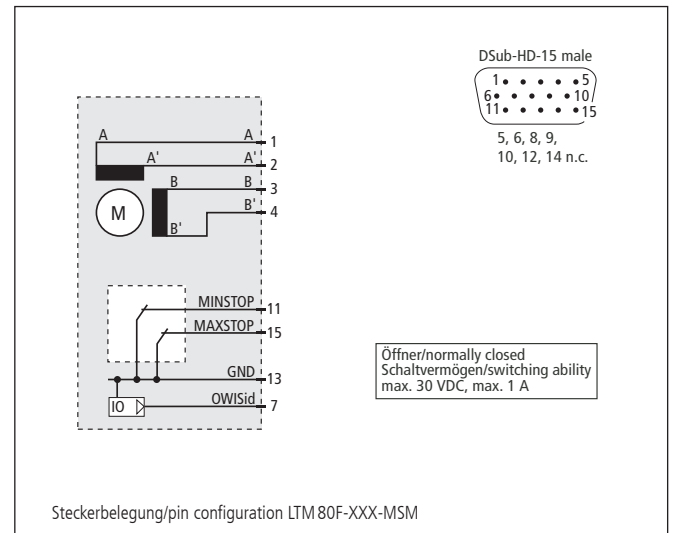 DSub-HD-15 male
1 5
6 10
11 15
5, 6, 8, 9,
10, 12, 14 n.c.
A A 1
A' A' 2
B B 3
B' 4
M
B'
MINSTOP 11
MAXSTOP 15
GND 13
IO OWISid 7
Öffner/normally closed
Schaltvermögen/switching ability
max. 30 VDC, max. 1 A
Steckerbelegung/pin configuration LTM 80F-XXX-MSM